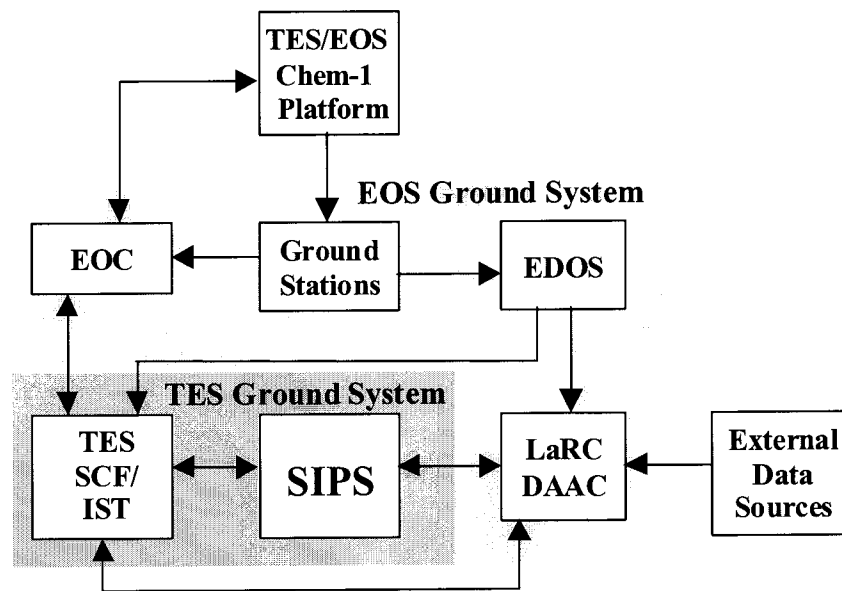 TES/EOS
Chem-1
Platform
EOS Ground System
EOC
Ground
Stations
EDOS
TES Ground System
TES
SCF/
IST
SIPS
LaRC
DAAC
External
Data
Sources